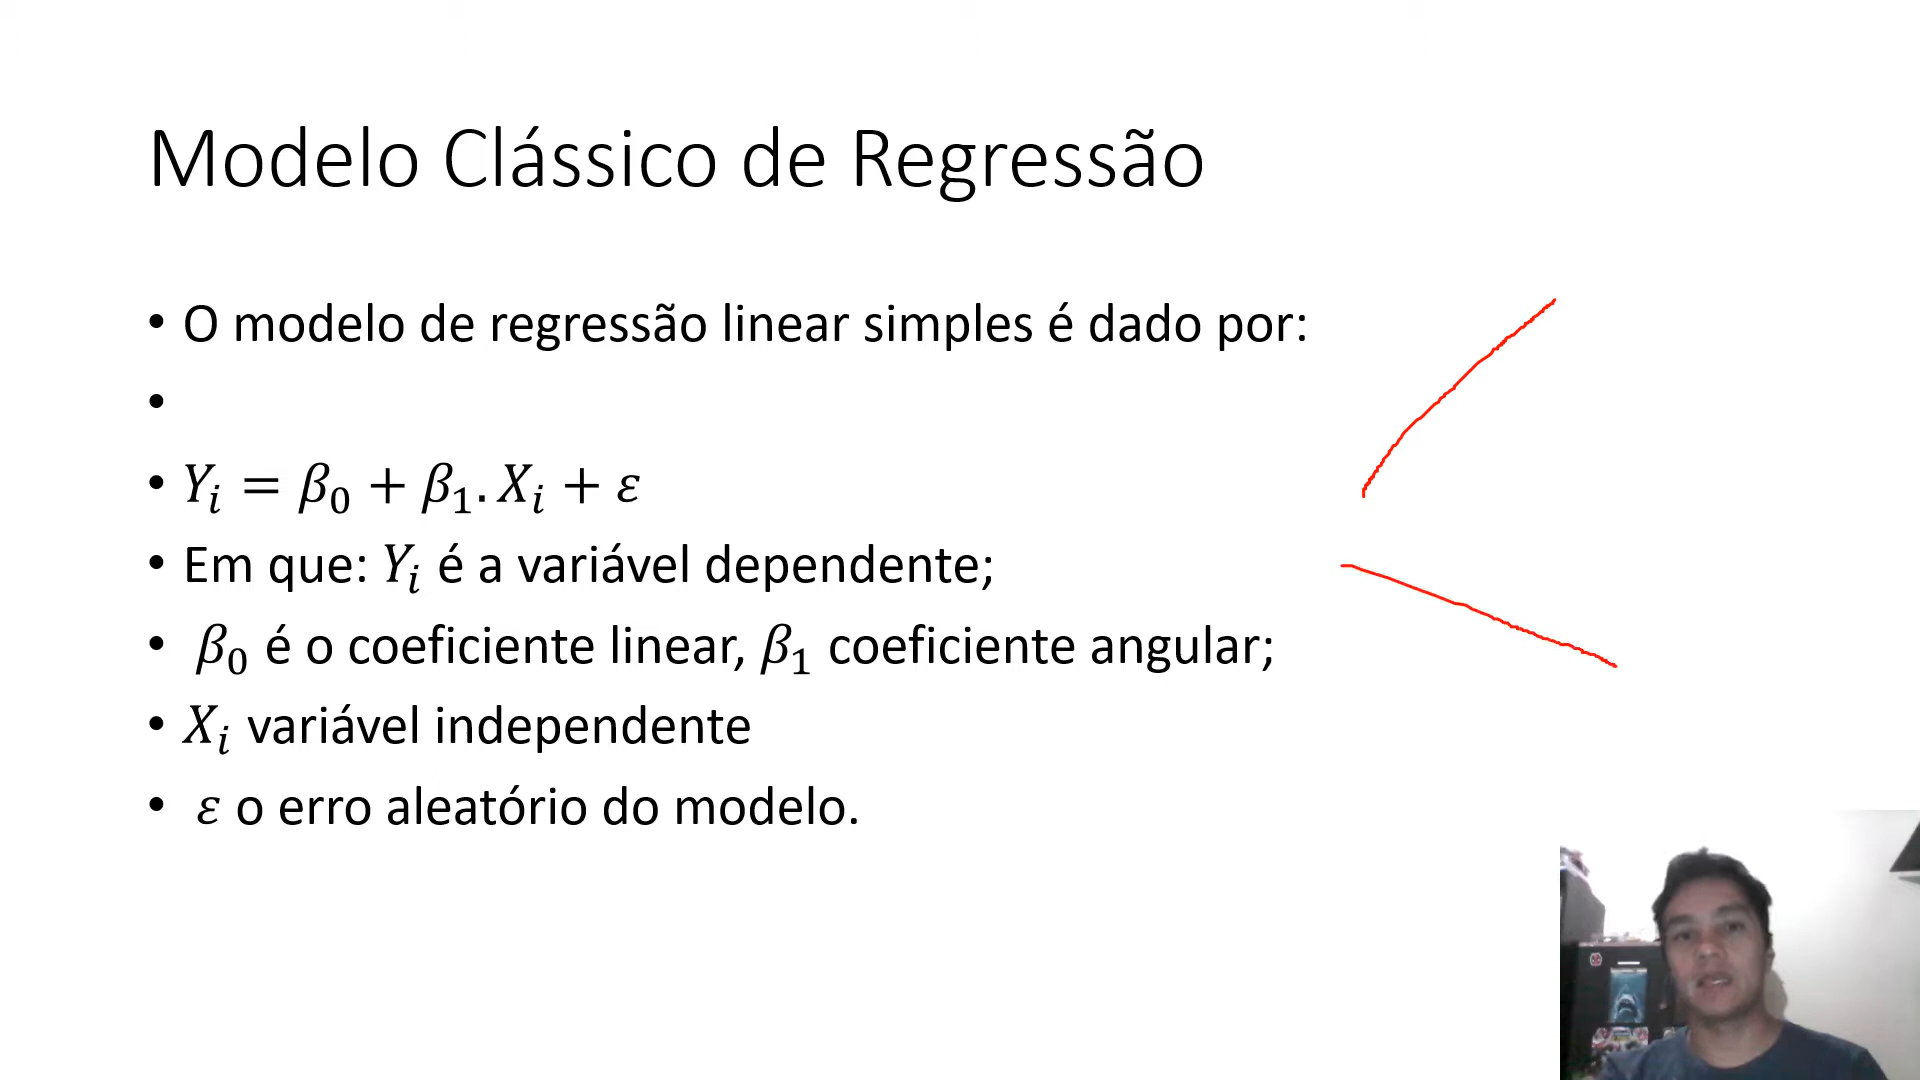 Modelo Clássico de Regressão
• O modelo de regressão linear simples é dado por:
•
• Yᵢ = β₀ + β₁. Xᵢ + ε
• Em que: Yᵢ é a variável dependente;
• β₀ é o coeficiente linear, β₁ coeficiente angular;
• Xᵢ variável independente
• ε o erro aleatório do modelo.